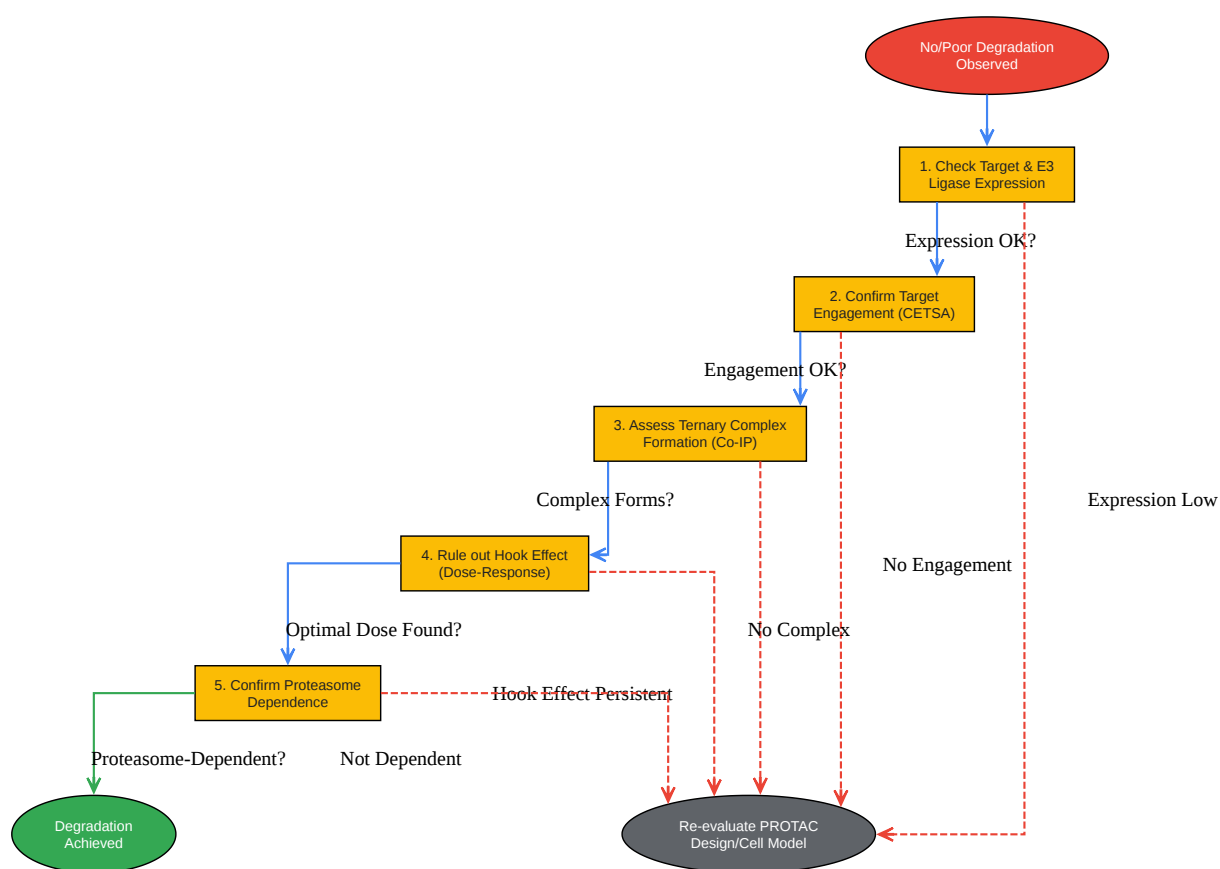 No/Poor Degradation
Observed
1. Check Target & E3
Ligase Expression
Expression OK?
2. Confirm Target
Engagement (CETSA)
Engagement OK?
3. Assess Ternary Complex
Formation (Co-IP)
Complex Forms?
Expression Low
4. Rule out Hook Effect
(Dose-Response)
No Engagement
Optimal Dose Found?
No Complex
5. Confirm Proteasome
Dependence
Hook Effect Persistent
Proteasome-Dependent?
Not Dependent
Degradation
Achieved
Re-evaluate PROTAC
Design/Cell Model